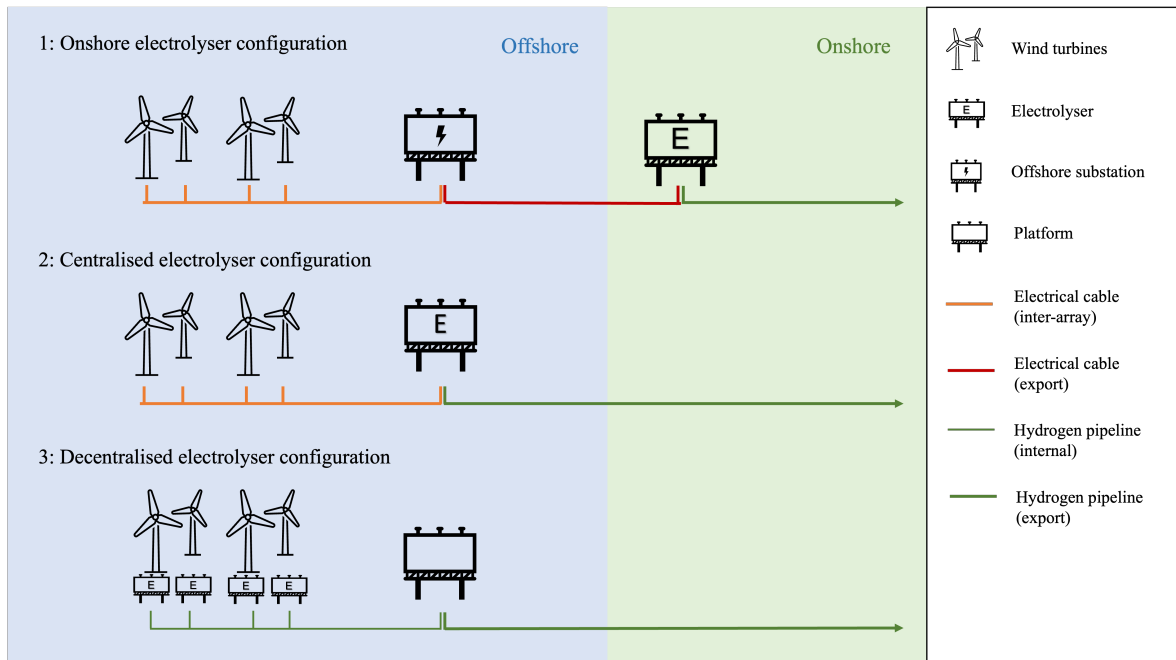 1: Onshore electrolyser configuration
Offshore
Onshore
E
2: Centralised electrolyser configuration
E
3: Decentralised electrolyser configuration
E
E
E
E
Wind turbines
E
Electrolyser
Offshore substation
Platform
Electrical cable
(inter-array)
Electrical cable
(export)
Hydrogen pipeline
(internal)
Hydrogen pipeline
(export)